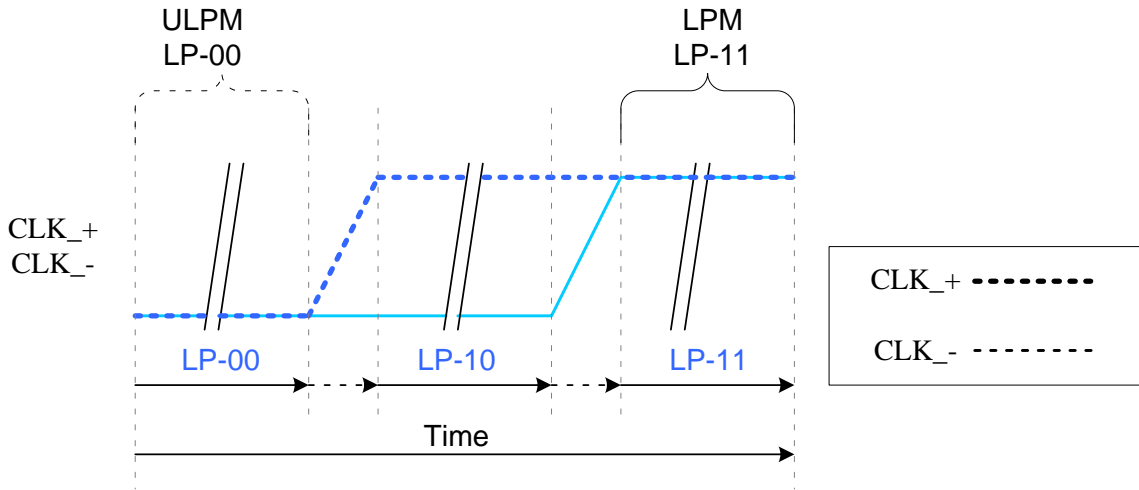 ULPM
LP-00
LPM
LP-11
CLK_+
CLK_-
CLK_+
CLK_-
LP-00
LP-10
LP-11
Time